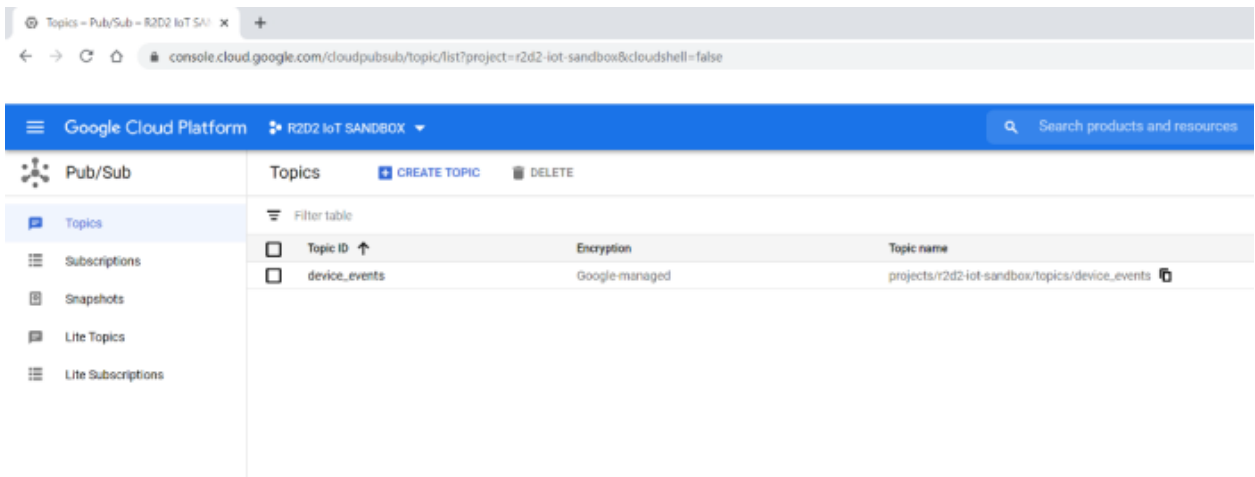 Topics – Pub/Sub – R2D2 IoT SA
console.cloud.google.com/cloudpubsub/topic/list?project=r2d2-iot-sandbox&cloudshell=false
Google Cloud Platform R2D2 IoT SANDBOX Search products and resources
Pub/Sub Topics CREATE TOPIC DELETE
Topics Filter table
Topic ID Encryption Topic name
Subscriptions
device_events Google-managed projects/r2d2-iot-sandbox/topics/device_events
Snapshots
Lite Topics
Lite Subscriptions